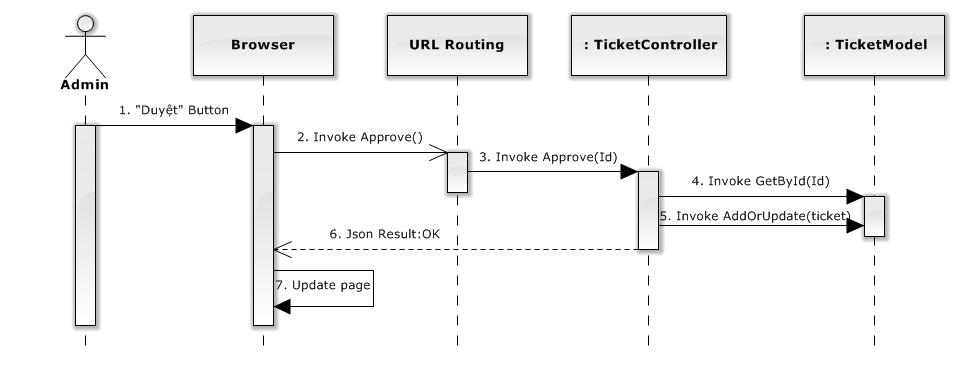 Browser
URL Routing
: TicketController
: TicketModel
Admin
1. "Duyệt" Button
2. Invoke Approve()
3. Invoke Approve(Id)
4. Invoke GetById(Id)
5. Invoke AddOrUpdate(ticket)
6. Json Result:OK
7. Update page